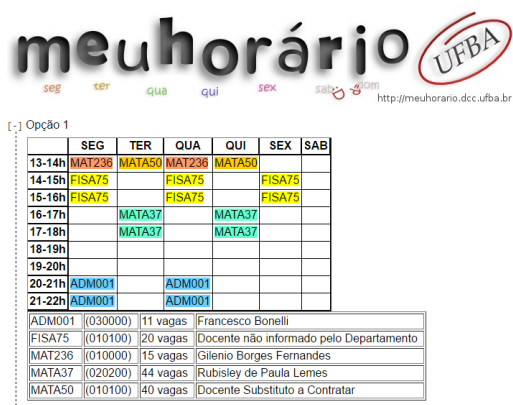 meuhorário
UFBA
seg ter qua qui sex sab dom
http://meuhorario.dcc.ufba.br
[-] Opção 1
SEG TER QUA QUI SEX SAB
13-14h MAT236 MATA50 MAT236 MATA50
14-15h FISA75 FISA75 FISA75
15-16h FISA75 FISA75 FISA75
16-17h MATA37 MATA37
17-18h MATA37 MATA37
18-19h
19-20h
20-21h ADM001 ADM001
21-22h ADM001 ADM001
ADM001 (030000) 11 vagas Francesco Bonelli
FISA75 (010100) 20 vagas Docente não informado pelo Departamento
MAT236 (010000) 15 vagas Gilenio Borges Fernandes
MATA37 (020200) 44 vagas Rubisley de Paula Lemes
MATA50 (010100) 40 vagas Docente Substituto a Contratar